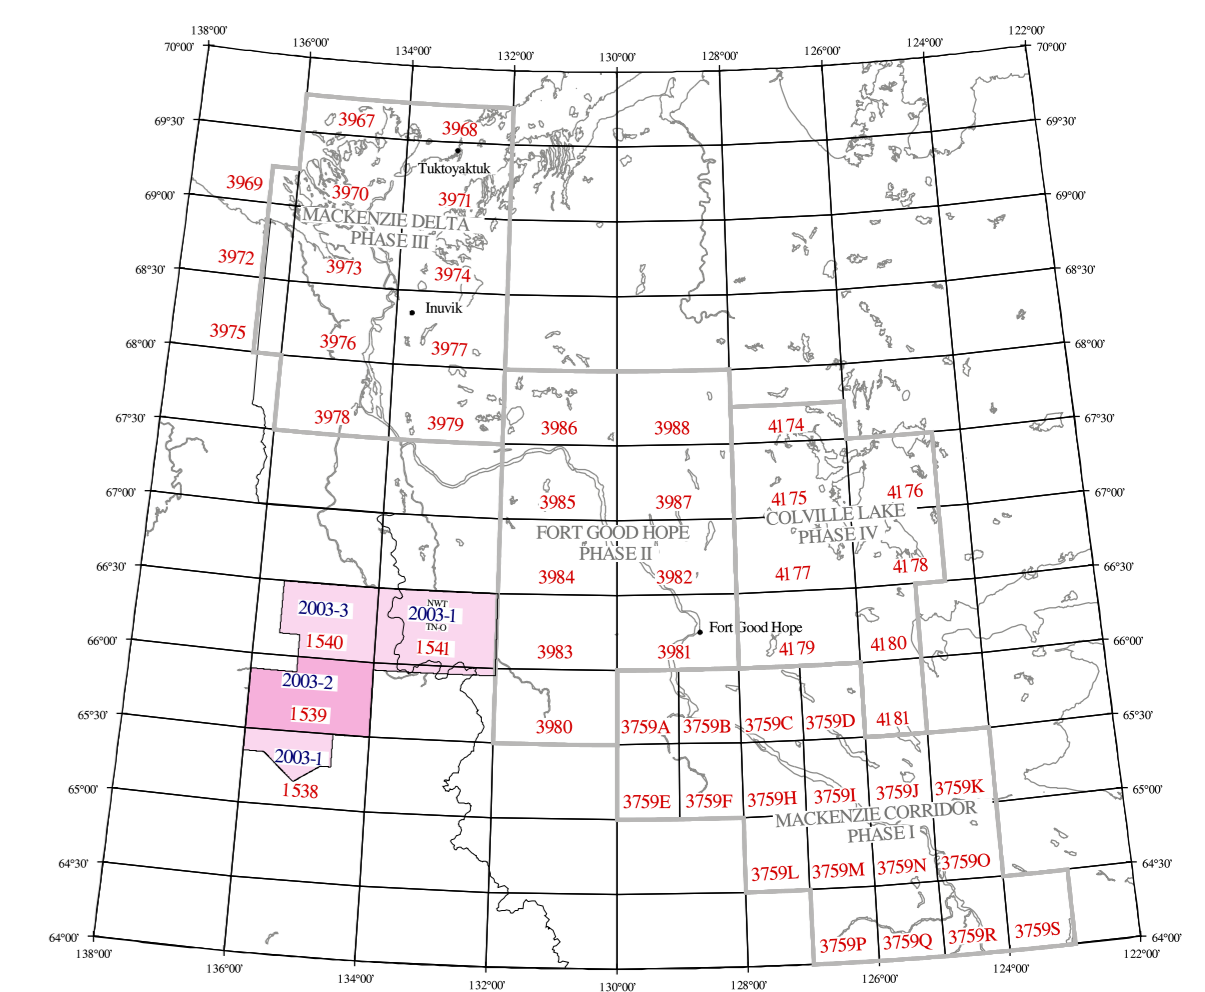 138°00'
136°00'
134°00'
132°00'
130°00'
128°00'
126°00'
124°00'
122°00'
70°00'
70°00'
69°30'
3967
3968
69°30'
Tuktoyaktuk
3969
3970
3971
69°00'
69°00'
MACKENZIE DELTA
PHASE III
3972
3973
3974
68°30'
68°30'
Inuvik
3975
3976
3977
68°00'
68°00'
3978
3979
3986
3988
4174
67°30'
67°30'
3985
3987
4175
4176
67°00'
67°00'
FORT GOOD HOPE
PHASE II
COLVILLE LAKE
PHASE IV
3984
3982
4177
4178
66°30'
66°30'
2003-3
NWT
2003-1
TN-O
1540
1541
Fort Good Hope
66°00'
66°00'
3983
3981
4179
4180
2003-2
1539
3980
3759A
3759B
3759C
3759D
4181
65°30'
65°30'
2003-1
1538
3759E
3759F
3759H
3759I
3759J
3759K
65°00'
65°00'
MACKENZIE CORRIDOR
PHASE I
3759L
3759M
3759N
3759O
64°30'
64°30'
3759P
3759Q
3759R
3759S
64°00'
64°00'
138°00'
136°00'
134°00'
132°00'
130°00'
128°00'
126°00'
124°00'
122°00'